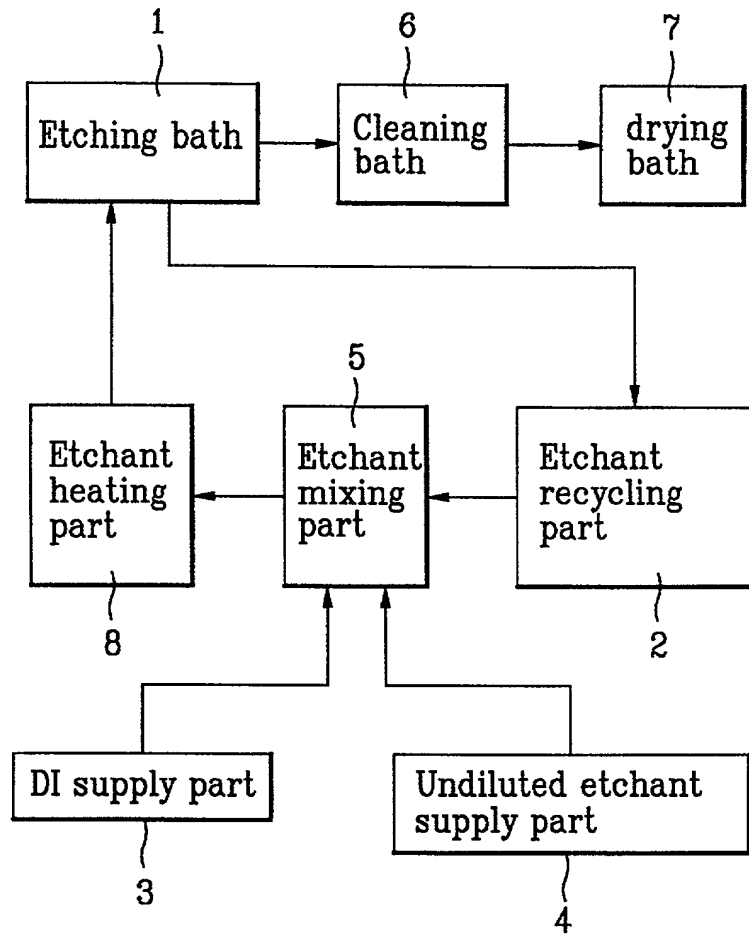 1
6
7
Etching bath
Cleaning
bath
drying
bath
5
Etchant
heating
part
Etchant
mixing
part
Etchant
recycling
part
8
2
DI supply part
Undiluted etchant
supply part
3
4